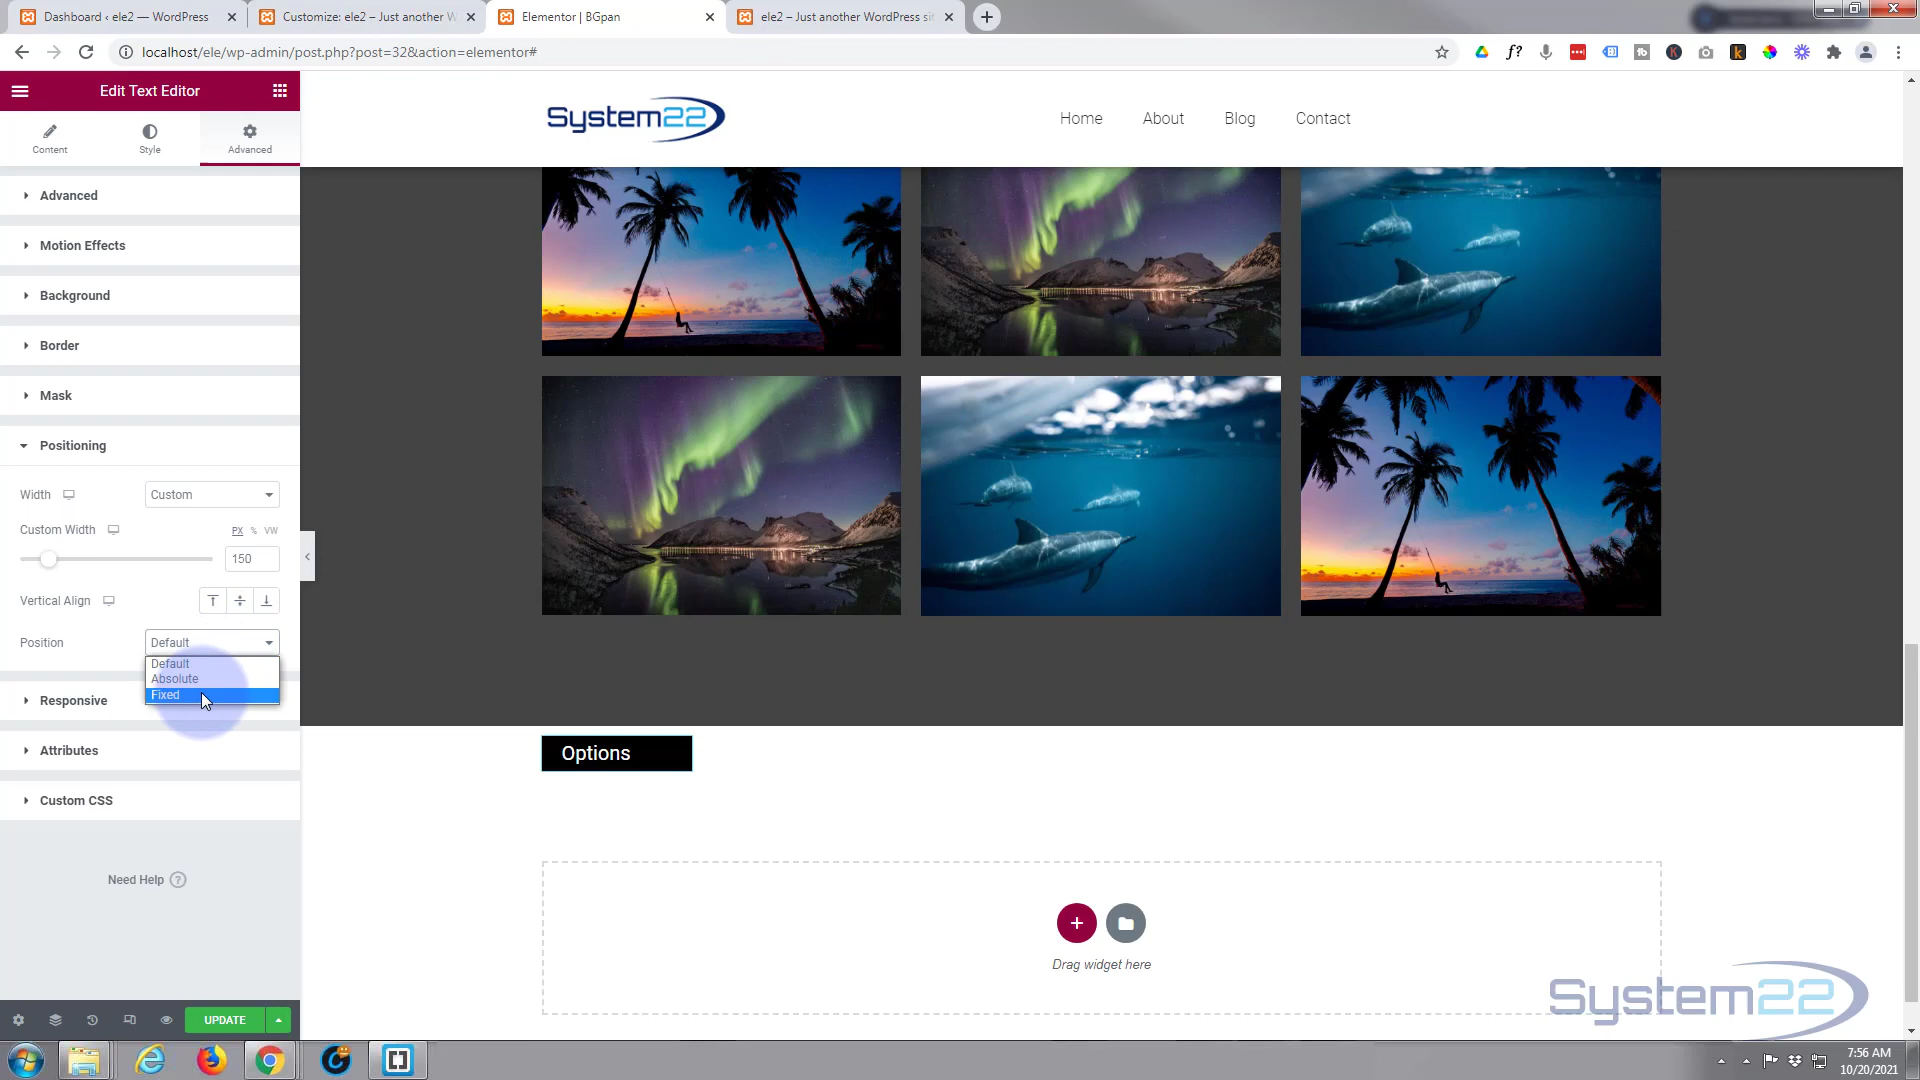 Dashboard ‹ ele2 — WordPress
Customize: ele2 – Just another W
Elementor | BGpan
ele2 – Just another WordPress sit
localhost/ele/wp-admin/post.php?post=32&action=elementor#
Edit Text Editor
Content
Style
Advanced
System22
Home
About
Blog
Contact
Advanced
Motion Effects
Background
Border
Mask
Positioning
Width
Custom
Custom Width
PX % VW
150
Vertical Align
Position
Default
Default
Absolute
Fixed
Responsive
Attributes
Custom CSS
Need Help ?
Options
Drag widget here
System22
UPDATE
7:56 AM
10/20/2021